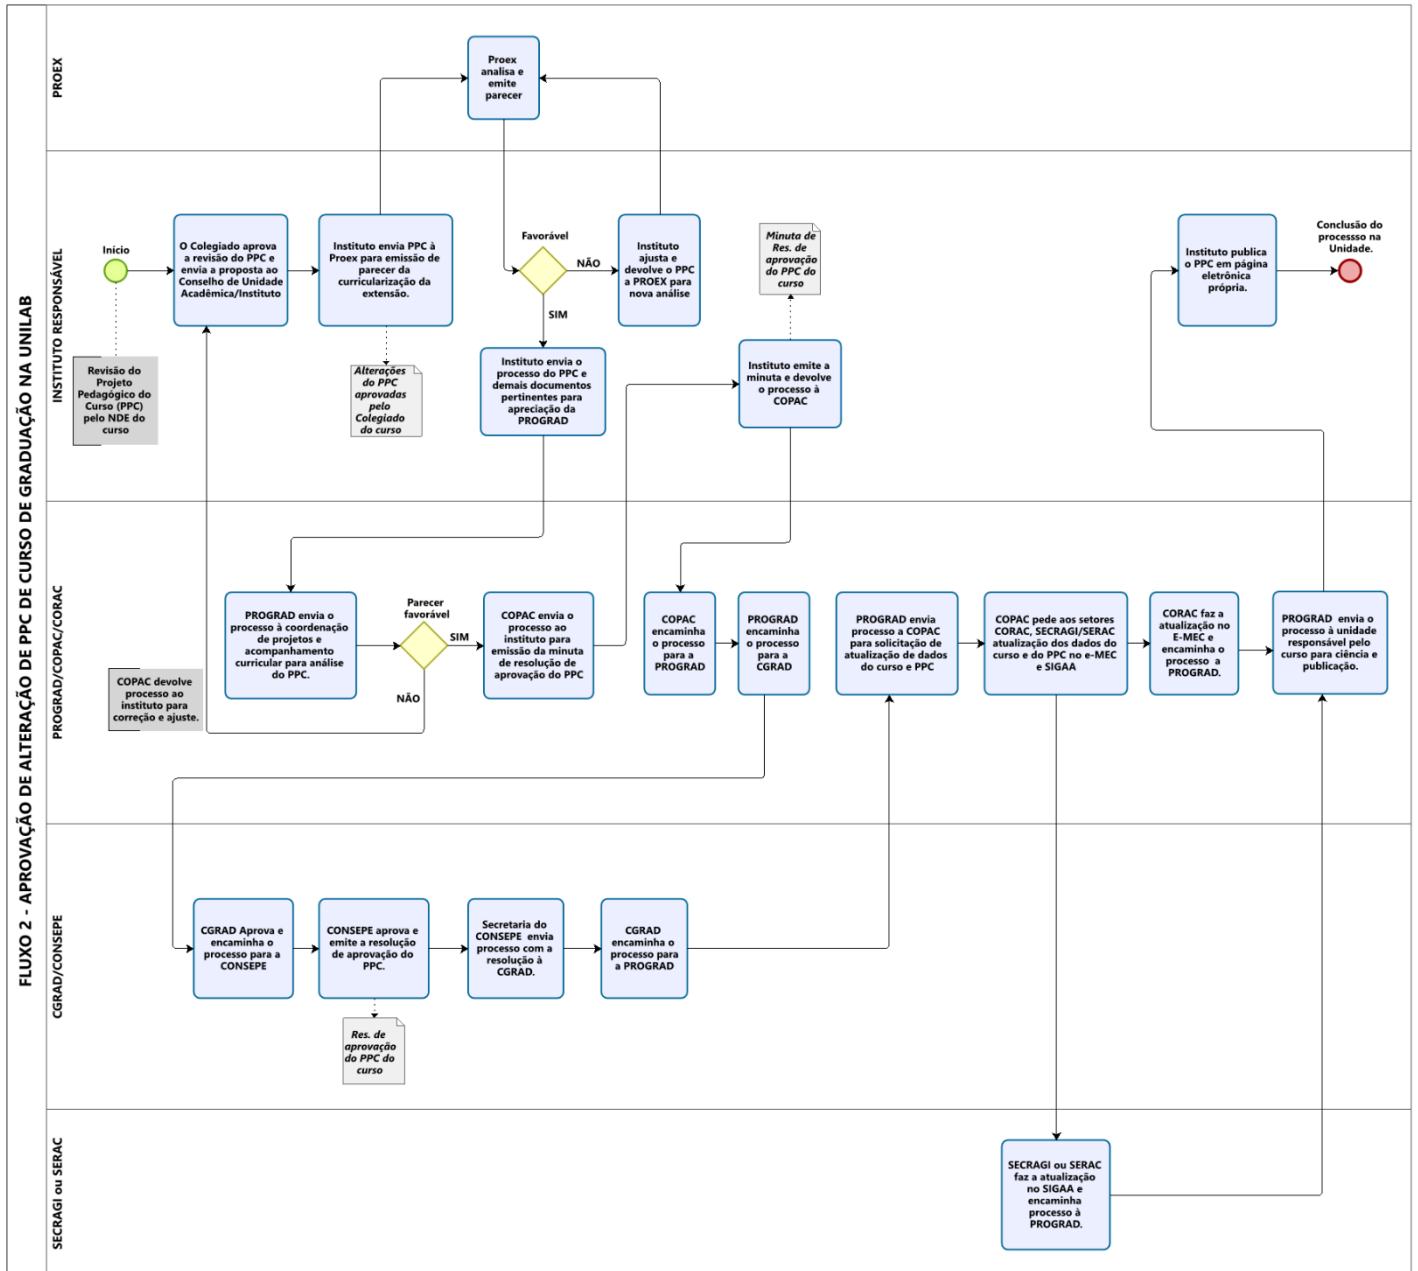 FLUXO 2 - APROVAÇÃO DE ALTERAÇÃO DE PPC DE CURSO DE GRADUAÇÃO NA UNILAB
PROEX
Proex
analisa e
emite
parecer
INSTITUTO RESPONSÁVEL
Início
Revisão do
Projeto
Pedagógico do
Curso (PPC)
pelo NDE do
curso
O Colegiado aprova
a revisão do PPC e
envia a proposta ao
Conselho de Unidade
Acadêmica/Instituto
Instituto envia PPC à
Proex para emissão de
parecer da
curricularização da
extensão.
Alterações
do PPC
aprovadas
pelo
Colegiado
do curso
Favorável
NÃO
SIM
Instituto
ajusta e
devolve o PPC
a PROEX para
nova análise
Instituto envia o
processo do PPC e
demais documentos
pertinentes para
apreciação da
PROGRAD
Minuta de
Res. de
aprovação
do PPC do
curso
Instituto emite a
minuta e devolve
o processo à
COPAC
Instituto publica
o PPC em página
eletrônica
própria.
Conclusão do
processso na
Unidade.
PROGRAD/COPAC/CORAC
PROGRAD envia o
processo à coordenação
de projetos e
acompanhamento
curricular para análise
do PPC.
Parecer
favorável
SIM
NÃO
COPAC devolve
processo ao
instituto para
correção e ajuste.
COPAC envia o
processo ao
instituto para
emissão da minuta
de resolução de
aprovação do PPC
COPAC
encaminha
o processo
para a
PROGRAD
PROGRAD
encaminha
o processo
para a
CGRAD
PROGRAD envia
processo a COPAC
para solicitação de
atualização de dados
do curso e PPC
COPAC pede aos setores
CORAC, SECRAGI/SERAC
atualização dos dados do
curso e do PPC no e-MEC
e SIGAA
CORAC faz a
atualização no
E-MEC e
encaminha o
processo a
PROGRAD.
PROGRAD envia o
processo à unidade
responsável pelo
curso para ciência e
publicação.
CGRAD/CONSEPE
CGRAD Aprova e
encaminha o
processo para a
CONSEPE
CONSEPE aprova e
emite a resolução
de aprovação do
PPC.
Res. de
aprovação
do PPC do
curso
Secretaria do
CONSEPE envia
processo com a
resolução à
CGRAD.
CGRAD
encaminha o
processo para
a PROGRAD
SECRAGI ou SERAC
SECRAGI ou SERAC
faz a atualização
no SIGAA e
encaminha
processo à
PROGRAD.